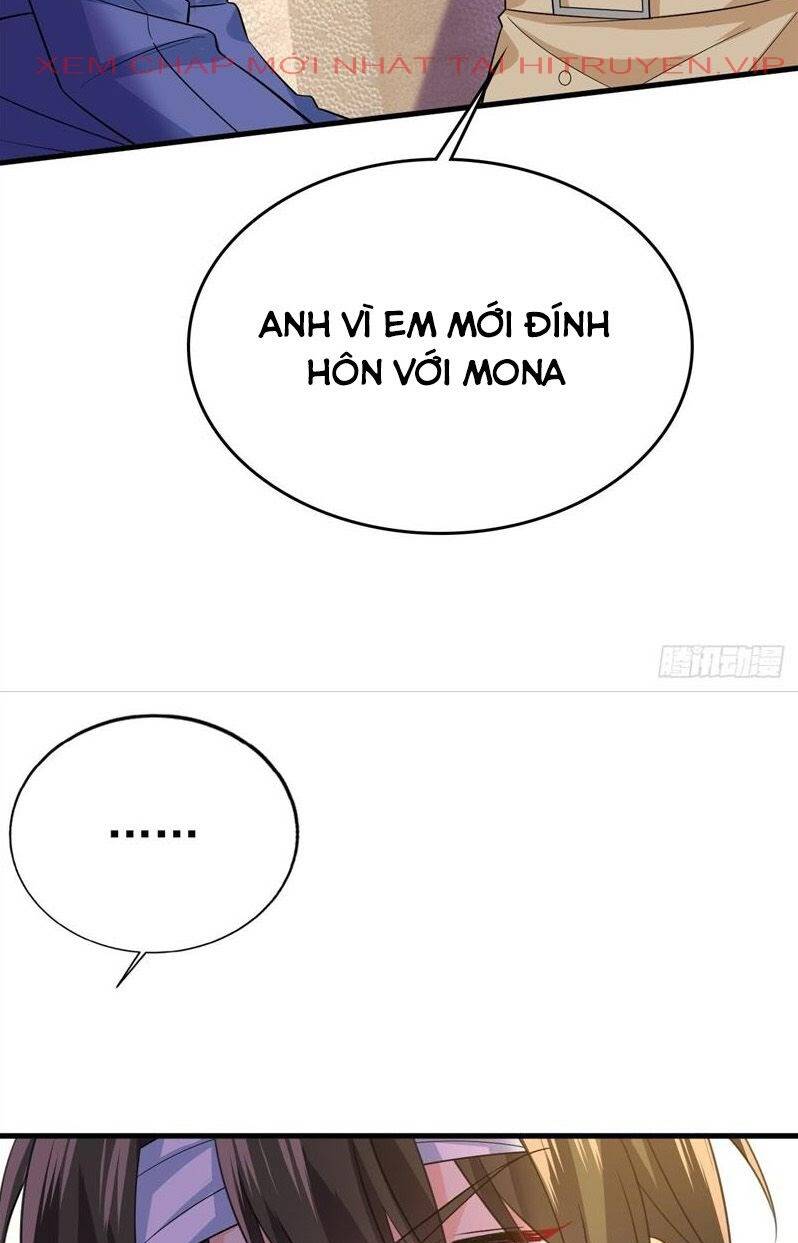 XEM CHAP MỚI NHẤT TẠI HITRUYEN.VIP
ANH VÌ EM MỚI ĐÍNH
HÔN VỚI MONA
腾讯动漫
......